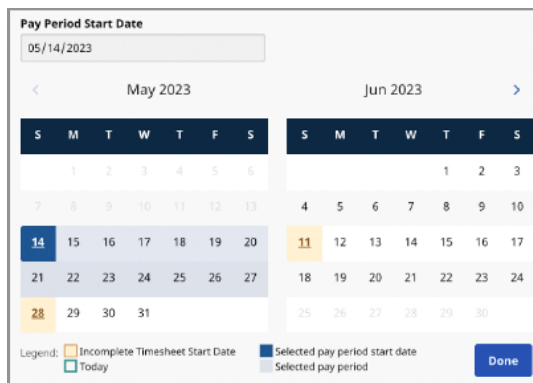 Pay Period Start Date
05/14/2023
May 2023
S M T W T F S
1 2 3 4 5 6
7 8 9 10 11 12 13
14 15 16 17 18 19 20
21 22 23 24 25 26 27
28 29 30 31
Jun 2023
S M T W T F S
1 2 3
4 5 6 7 8 9 10
11 12 13 14 15 16 17
18 19 20 21 22 23 24
25 26 27 28 29 30
Legend: Incomplete Timesheet Start Date
Today
Selected pay period start date
Selected pay period
Done